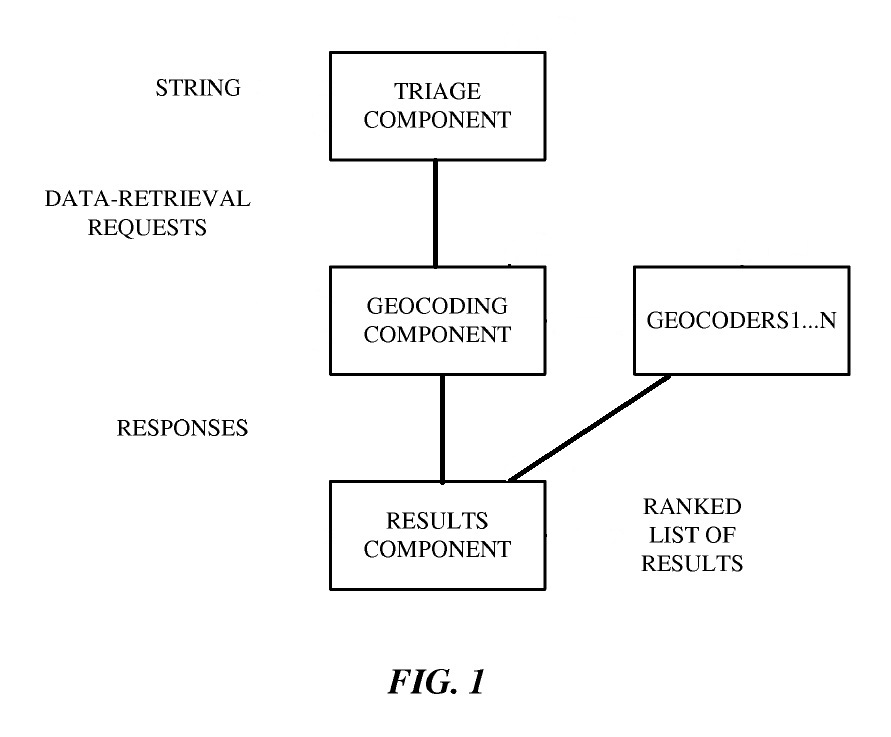 STRING
TRIAGE
COMPONENT
DATA-RETRIEVAL
REQUESTS
GEOCODING
COMPONENT
GEOCODERS1...N
RESPONSES
RESULTS
COMPONENT
RANKED
LIST OF
RESULTS
FIG. 1